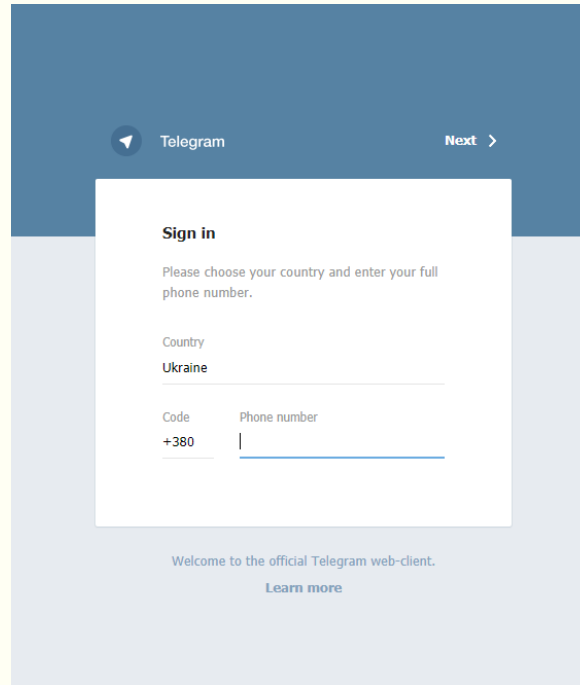 Telegram
Next
Sign in
Please choose your country and enter your full
phone number.
Country
Ukraine
Code
Phone number
+380
Welcome to the official Telegram web-client.
Learn more